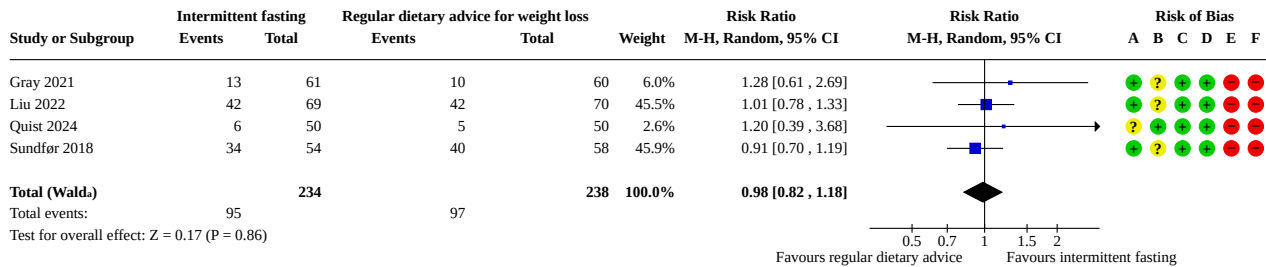 Intermittent fasting Regular dietary advice for weight loss Risk Ratio Risk Ratio Risk of Bias
Study or Subgroup Events Total Events Total Weight M-H, Random, 95% CI M-H, Random, 95% CI A B C D E F
Gray 2021 13 61 10 60 6.0% 1.28 [0.61 , 2.69] + ? + + − −
Liu 2022 42 69 42 70 45.5% 1.01 [0.78 , 1.33] + ? + + − −
Quist 2024 6 50 5 50 2.6% 1.20 [0.39 , 3.68] ? + + + − −
Sundfør 2018 34 54 40 58 45.9% 0.91 [0.70 , 1.19] + ? + + − −
Total (Walda) 234 238 100.0% 0.98 [0.82 , 1.18]
Total events: 95 97
Test for overall effect: Z = 0.17 (P = 0.86)
0.5 0.7 1 1.5 2
Favours regular dietary advice Favours intermittent fasting